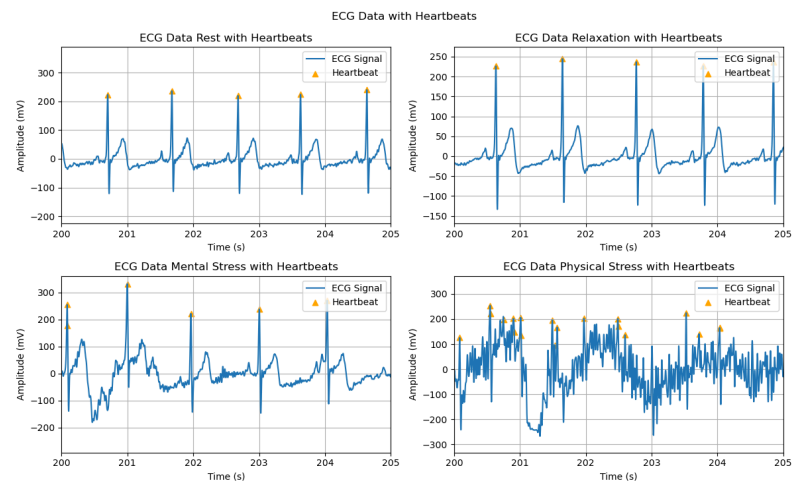 ECG Data with Heartbeats
ECG Data Rest with Heartbeats
ECG Signal
Heartbeat
Amplitude (mV)
300
200
100
0
−100
−200
200
201
202
203
204
205
Time (s)
ECG Data Relaxation with Heartbeats
ECG Signal
Heartbeat
Amplitude (mV)
250
200
150
100
50
0
−50
−100
−150
200
201
202
203
204
205
Time (s)
ECG Data Mental Stress with Heartbeats
ECG Signal
Heartbeat
Amplitude (mV)
300
200
100
0
−100
−200
200
201
202
203
204
205
Time (s)
ECG Data Physical Stress with Heartbeats
ECG Signal
Heartbeat
Amplitude (mV)
300
200
100
0
−100
−200
−300
200
201
202
203
204
205
Time (s)